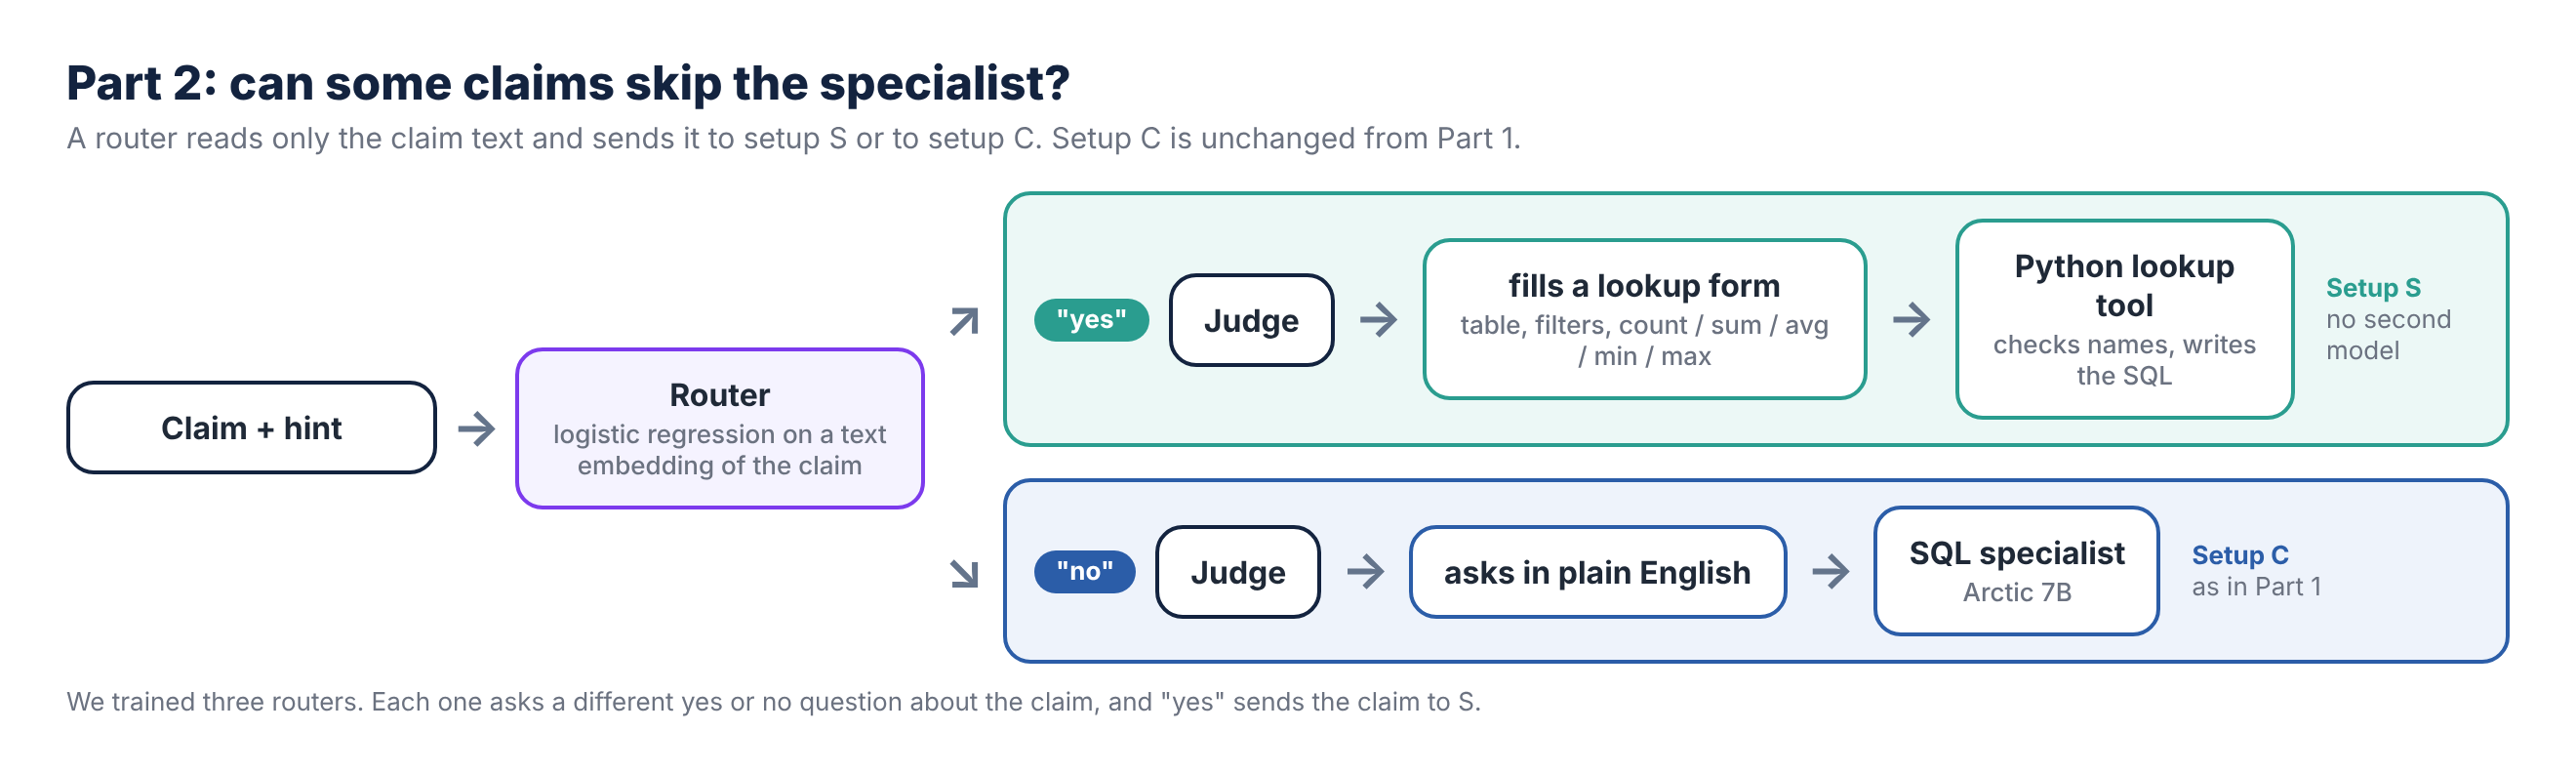 Part 2: can some claims skip the specialist?
A router reads only the claim text and sends it to setup S or to setup C. Setup C is unchanged from Part 1.
Claim + hint
Router
logistic regression on a text
embedding of the claim
"yes"
Judge
fills a lookup form
table, filters, count / sum / avg
/ min / max
Python lookup
tool
checks names, writes
the SQL
Setup S
no second
model
"no"
Judge
asks in plain English
SQL specialist
Arctic 7B
Setup C
as in Part 1
We trained three routers. Each one asks a different yes or no question about the claim, and "yes" sends the claim to S.